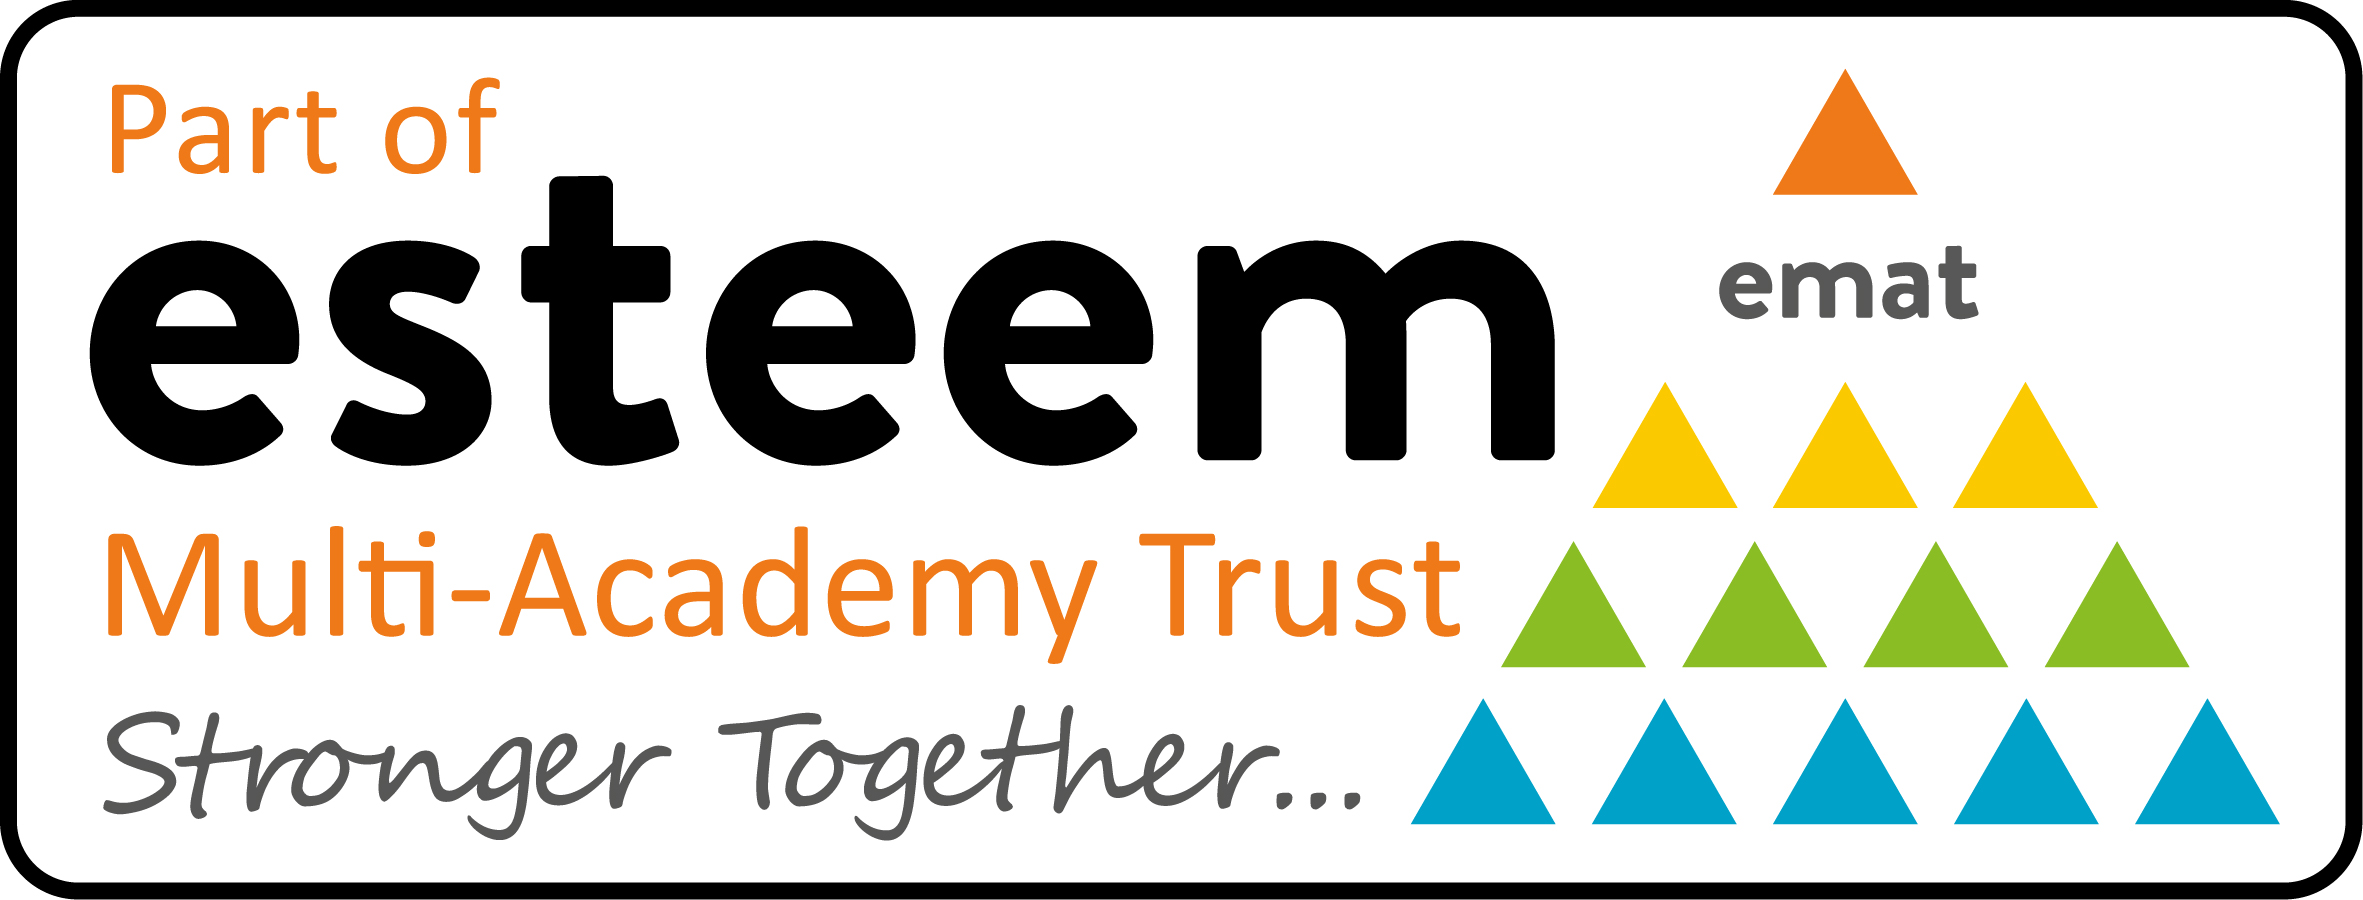 Part of
esteem
emat
Multi-Academy Trust
Stronger Together...